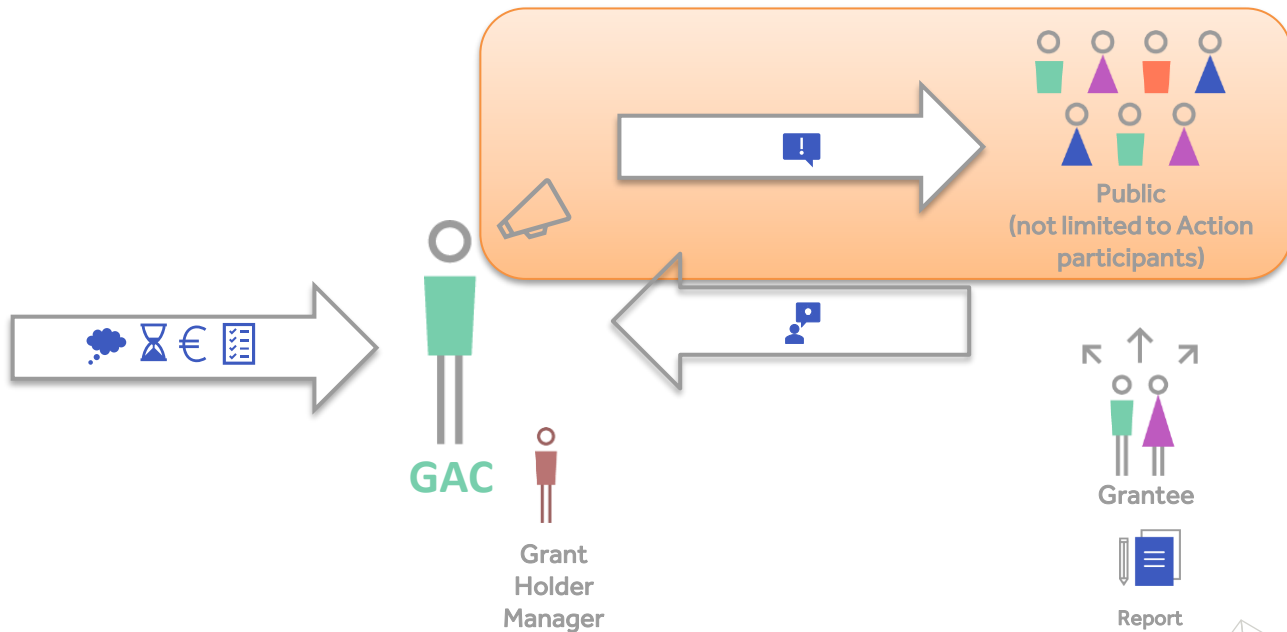 Public
(not limited to Action
participants)
GAC
Grant
Holder
Manager
Grantee
Report